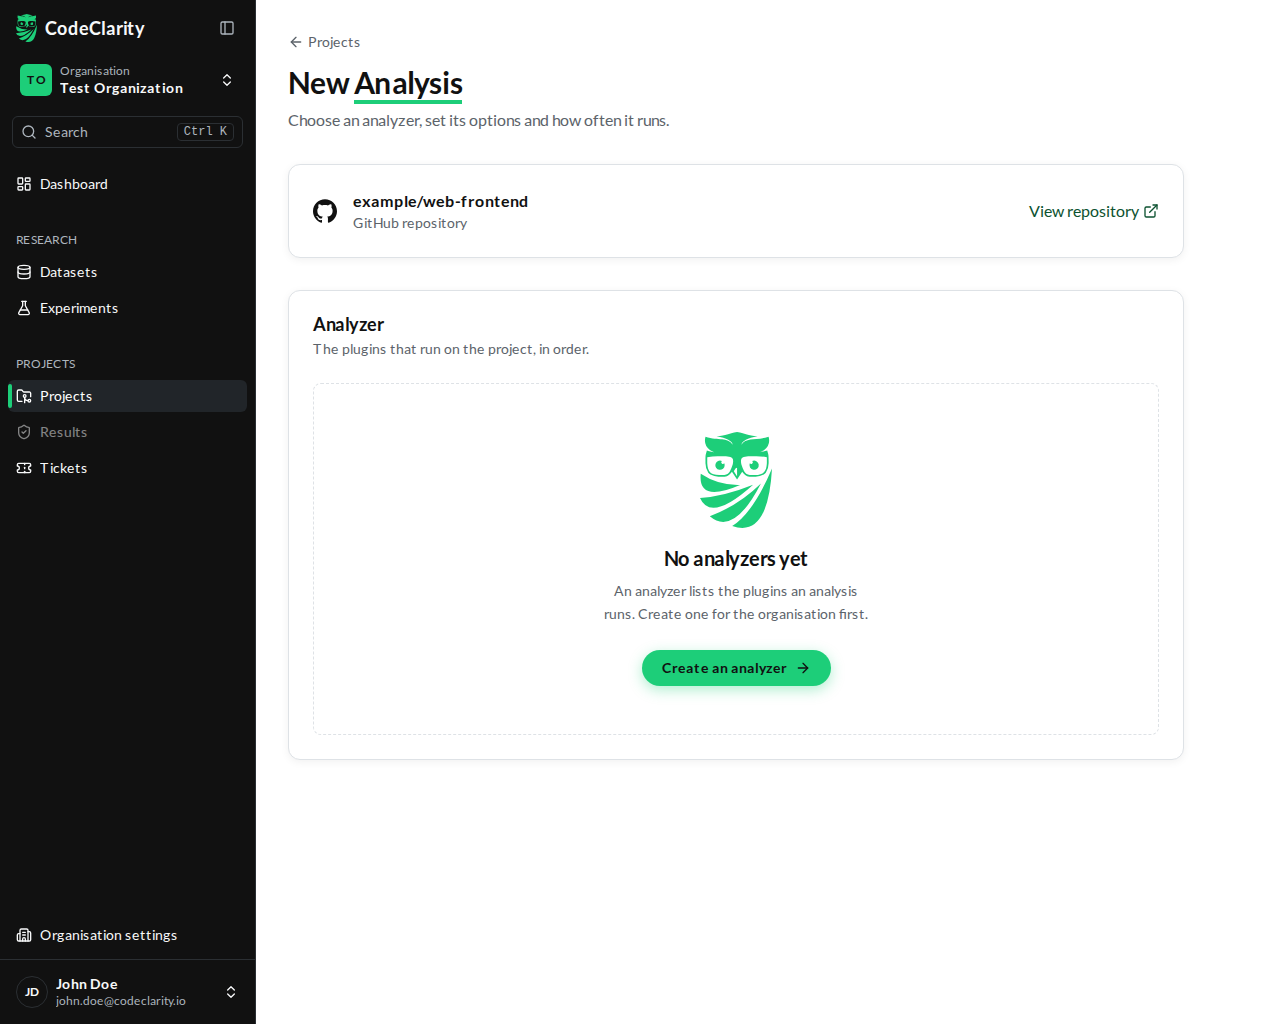 CodeClarity
TO
Organisation
Test Organization
Search
Ctrl K
Dashboard
RESEARCH
Datasets
Experiments
PROJECTS
Projects
Results
Tickets
Organisation settings
JD
John Doe
john.doe@codeclarity.io
Projects
New Analysis
Choose an analyzer, set its options and how often it runs.
example/web-frontend
GitHub repository
View repository
Analyzer
The plugins that run on the project, in order.
No analyzers yet
An analyzer lists the plugins an analysis
runs. Create one for the organisation first.
Create an analyzer